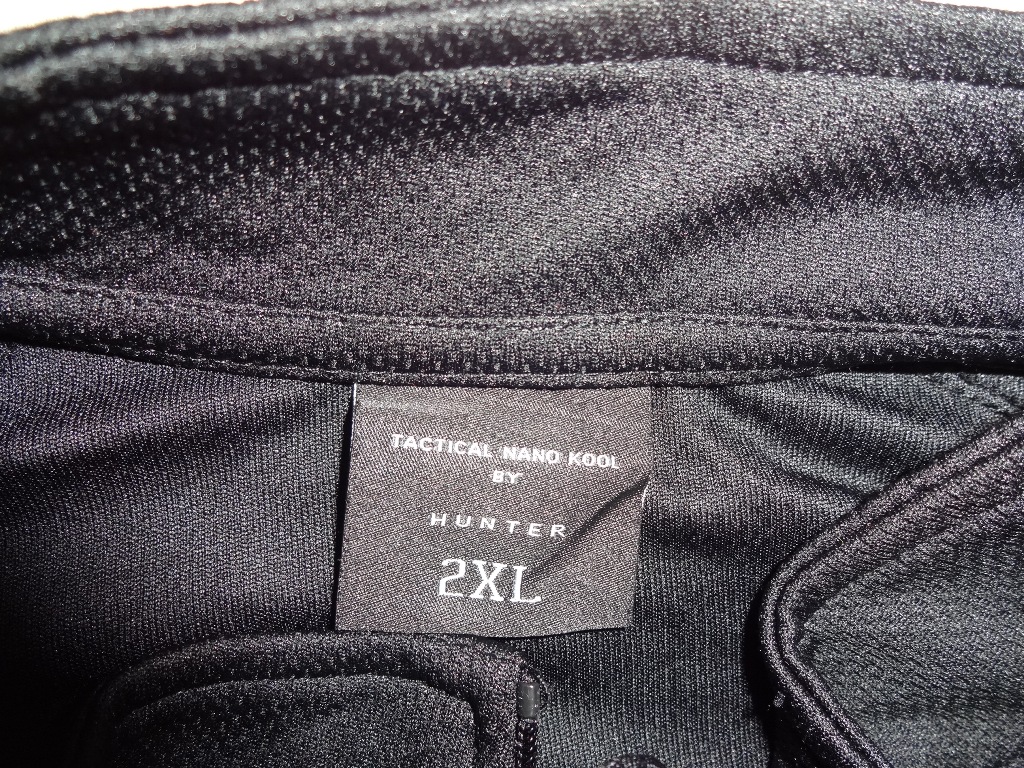 TACTICAL NANO KOOL
BY
HUNTER
2XL